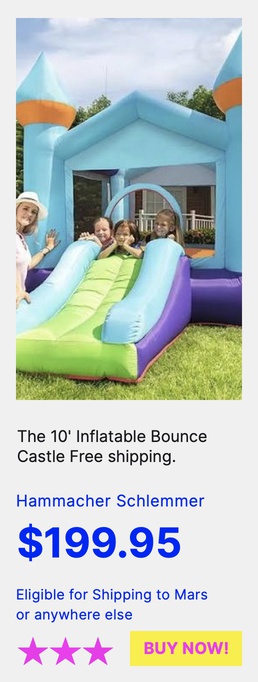 The 10' Inflatable Bounce
Castle Free shipping.
Hammacher Schlemmer
$199.95
Eligible for Shipping to Mars
or anywhere else
BUY NOW!